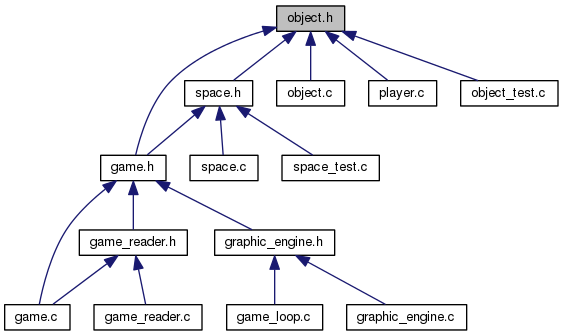 object.h
space.h
object.c
player.c
object_test.c
game.h
space.c
space_test.c
game_reader.h
graphic_engine.h
game.c
game_reader.c
game_loop.c
graphic_engine.c